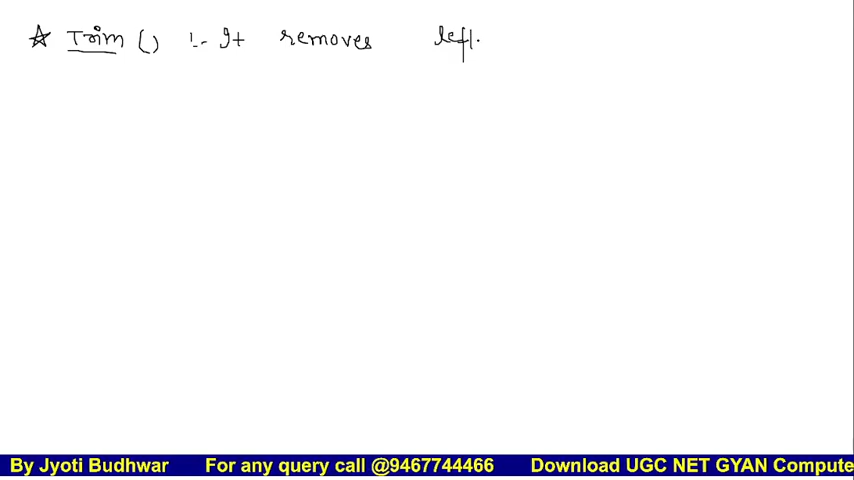 ☆ Trim () :- It removes left
By Jyoti Budhwar For any query call @9467744466 Download UGC NET GYAN Compute